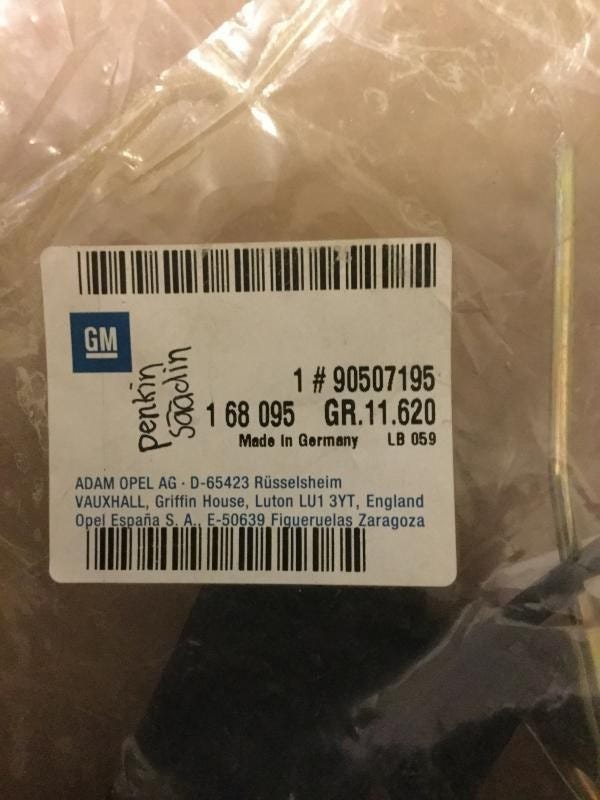 GM
penkin
säädin
1 # 90507195
1 68 095 GR.11.620
Made in Germany LB 059
ADAM OPEL AG · D-65423 Rüsselsheim
VAUXHALL, Griffin House, Luton LU1 3YT, England
Opel España S. A., E-50639 Figueruelas Zaragoza